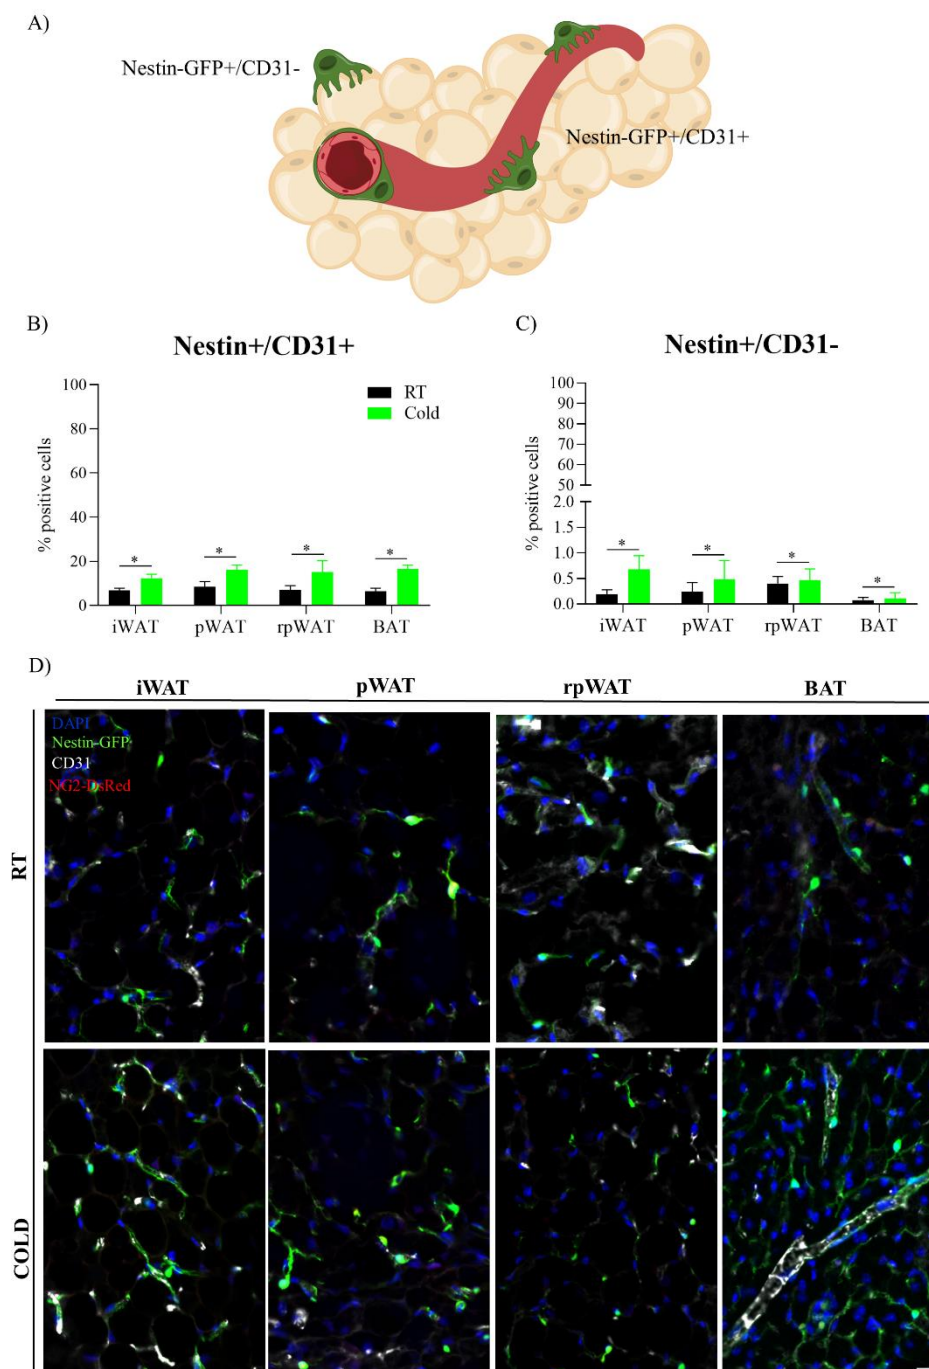 A)
Nestin-GFP+/CD31-
Nestin-GFP+/CD31+
B)
Nestin+/CD31+
RT
Cold
% positive cells
100
80
60
40
20
0
*
*
*
*
iWAT
pWAT
rpWAT
BAT
C)
Nestin+/CD31-
% positive cells
100
90
80
70
60
50
2.0
1.5
1.0
0.5
0.0
*
*
*
*
iWAT
pWAT
rpWAT
BAT
D)
iWAT
pWAT
rpWAT
BAT
RT
DAPI
Nestin-GFP
CD31
NG2-DsRed
COLD